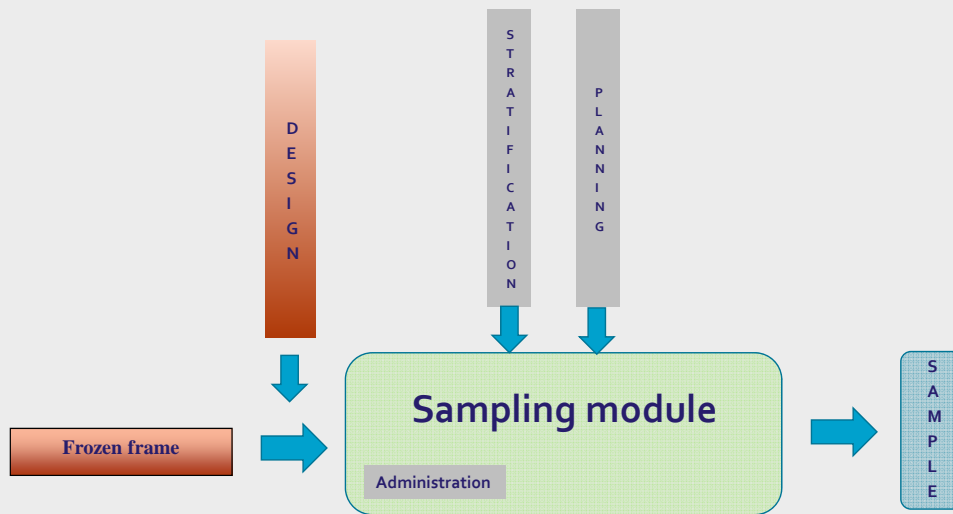 DESIGN
STRATIFICATION
PLANNING
Sampling module
Administration
Frozen frame
SAMPLE